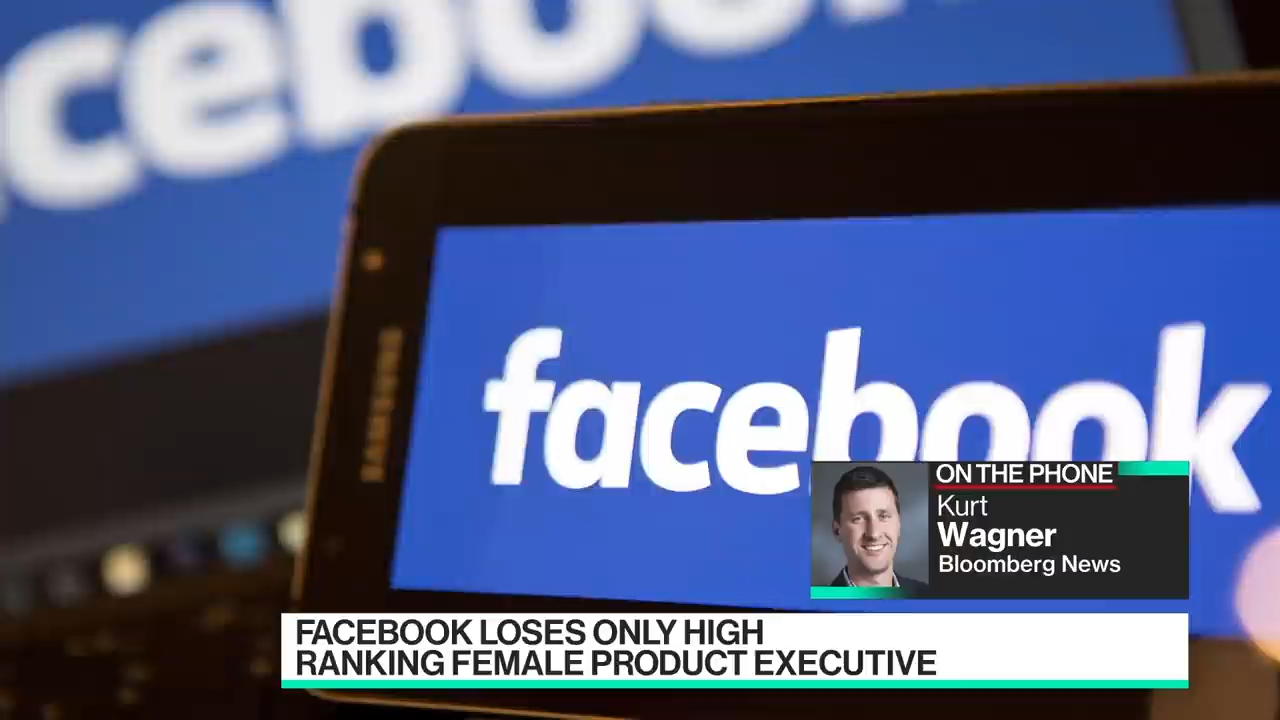 cebook
SAMSUNG
facebook
ON THE PHONE
Kurt
Wagner
Bloomberg News
FACEBOOK LOSES ONLY HIGH
RANKING FEMALE PRODUCT EXECUTIVE